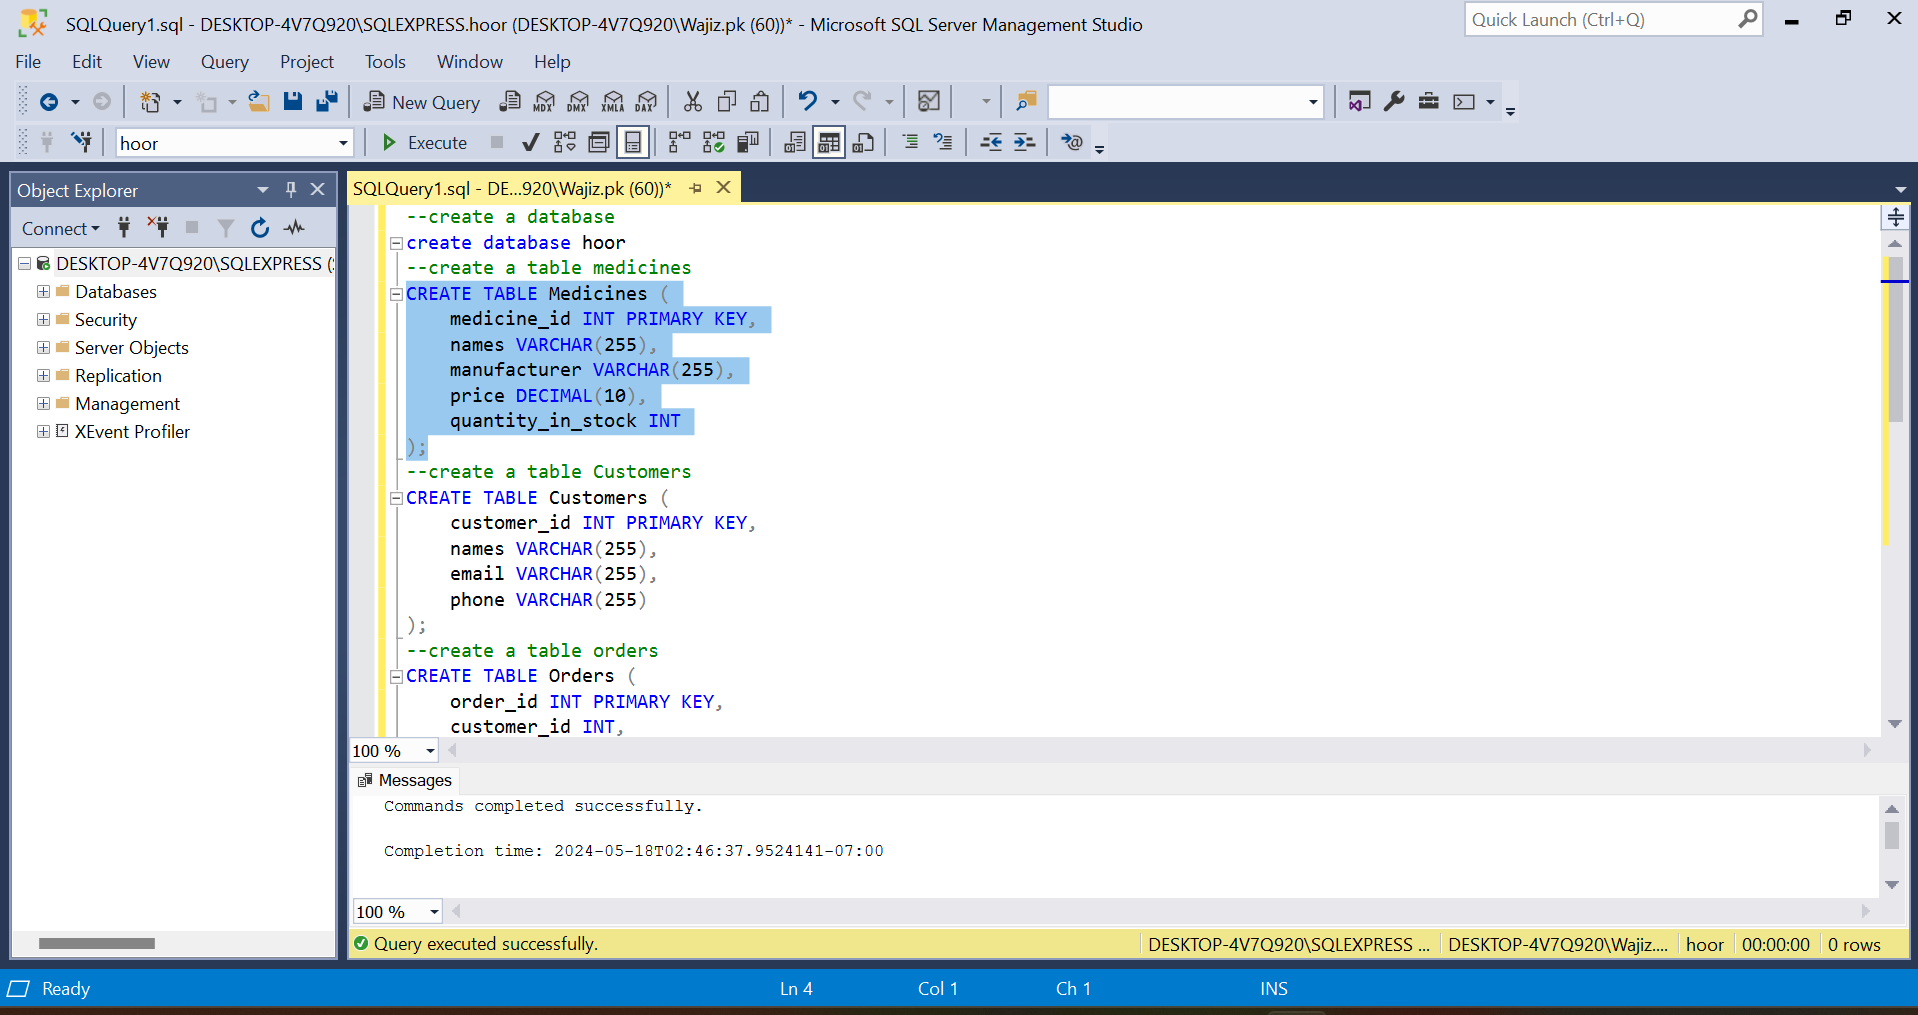 SQLQuery1.sql - DESKTOP-4V7Q920\SQLEXPRESS.hoor (DESKTOP-4V7Q920\Wajiz.pk (60))* - Microsoft SQL Server Management Studio
Quick Launch (Ctrl+Q)
File Edit View Query Project Tools Window Help
New Query MDX DMX XMLA DAX
hoor Execute
Object Explorer
Connect
DESKTOP-4V7Q920\SQLEXPRESS (
Databases
Security
Server Objects
Replication
Management
XEvent Profiler
SQLQuery1.sql - DE...920\Wajiz.pk (60))*
--create a database
create database hoor
--create a table medicines
CREATE TABLE Medicines (
medicine_id INT PRIMARY KEY,
names VARCHAR(255),
manufacturer VARCHAR(255),
price DECIMAL(10),
quantity_in_stock INT
);
--create a table Customers
CREATE TABLE Customers (
customer_id INT PRIMARY KEY,
names VARCHAR(255),
email VARCHAR(255),
phone VARCHAR(255)
);
--create a table orders
CREATE TABLE Orders (
order_id INT PRIMARY KEY,
customer_id INT,
100 %
Messages
Commands completed successfully.
Completion time: 2024-05-18T02:46:37.9524141-07:00
100 %
Query executed successfully. DESKTOP-4V7Q920\SQLEXPRESS ... DESKTOP-4V7Q920\Wajiz.... hoor 00:00:00 0 rows
Ready Ln 4 Col 1 Ch 1 INS